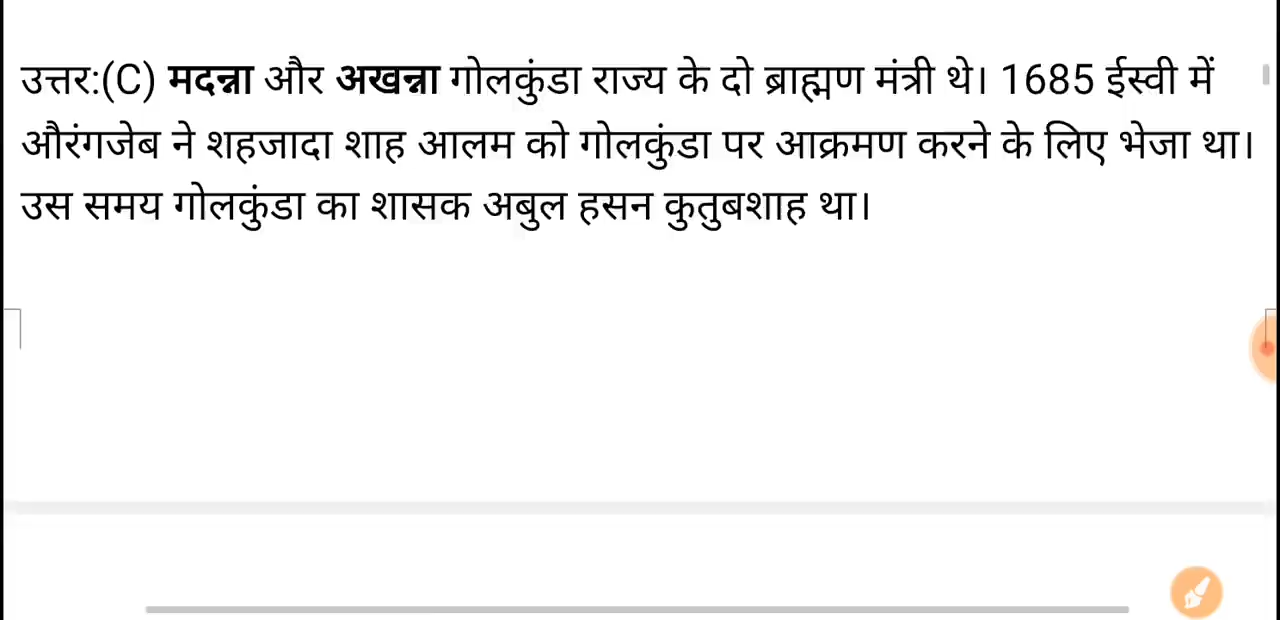 उत्तर:(C) मदन्ना और अखन्ना गोलकुंडा राज्य के दो ब्राह्मण मंत्री थे। 1685 ईस्वी में
औरंगजेब ने शहजादा शाह आलम को गोलकुंडा पर आक्रमण करने के लिए भेजा था।
उस समय गोलकुंडा का शासक अबुल हसन कुतुबशाह था।